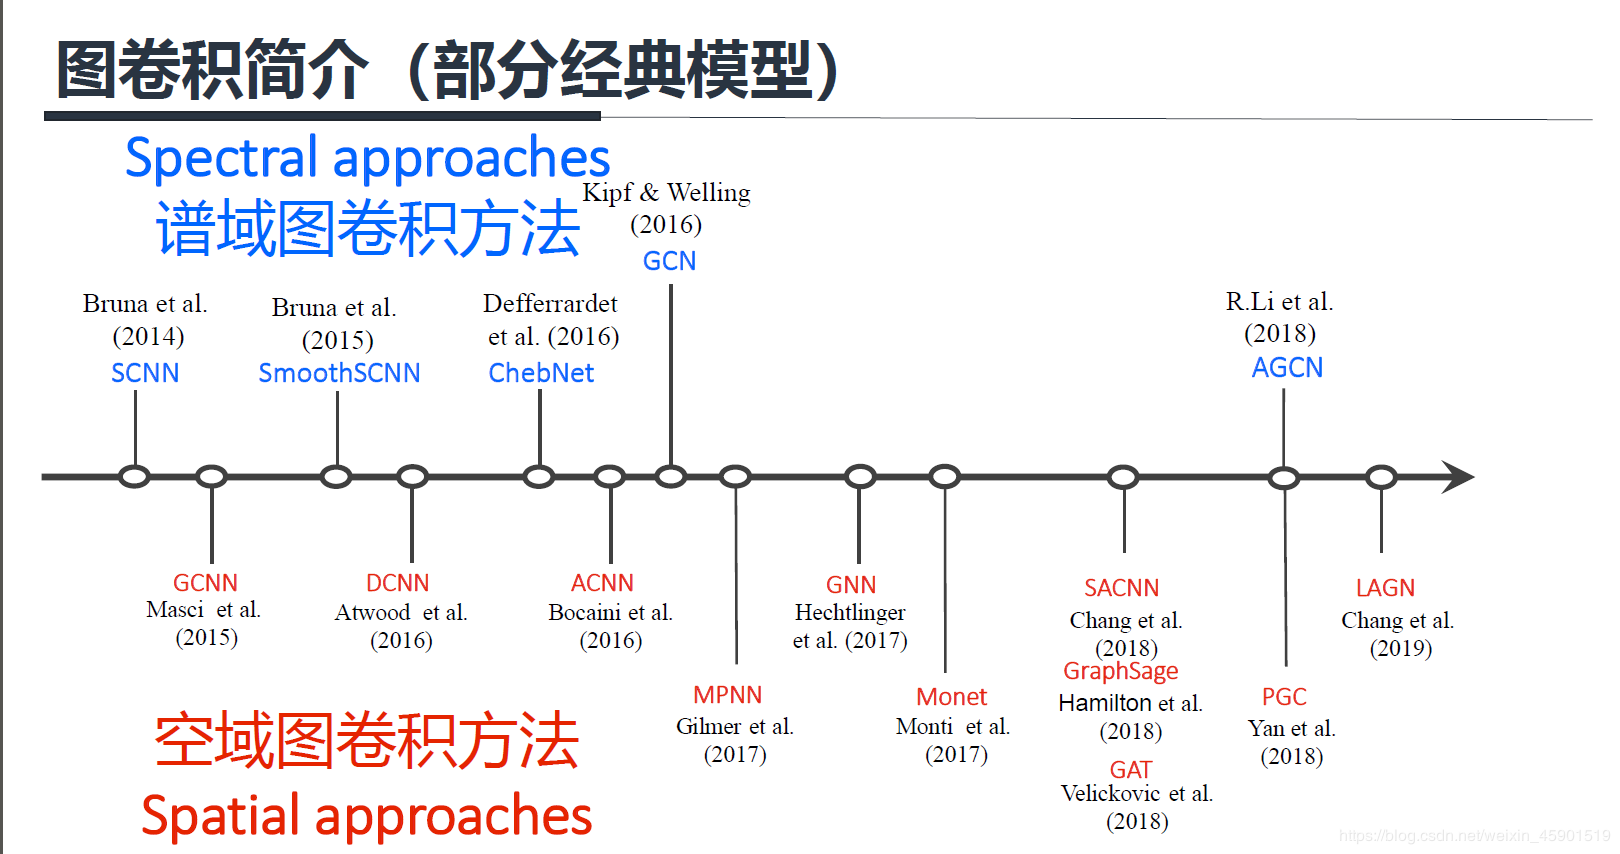 图卷积简介（部分经典模型）
Spectral approaches
谱域图卷积方法
Kipf & Welling
(2016)
GCN
Bruna et al.
(2014)
SCNN
Bruna et al.
(2015)
SmoothSCNN
Defferrardet
et al. (2016)
ChebNet
R.Li et al.
(2018)
AGCN
GCNN
Masci et al.
(2015)
DCNN
Atwood et al.
(2016)
ACNN
Bocaini et al.
(2016)
MPNN
Gilmer et al.
(2017)
GNN
Hechtlinger
et al. (2017)
Monet
Monti et al.
(2017)
SACNN
Chang et al.
(2018)
GraphSage
Hamilton et al.
(2018)
GAT
Velickovic et al.
(2018)
PGC
Yan et al.
(2018)
LAGN
Chang et al.
(2019)
空域图卷积方法
Spatial approaches
https://blog.csdn.net/weixin_45901519